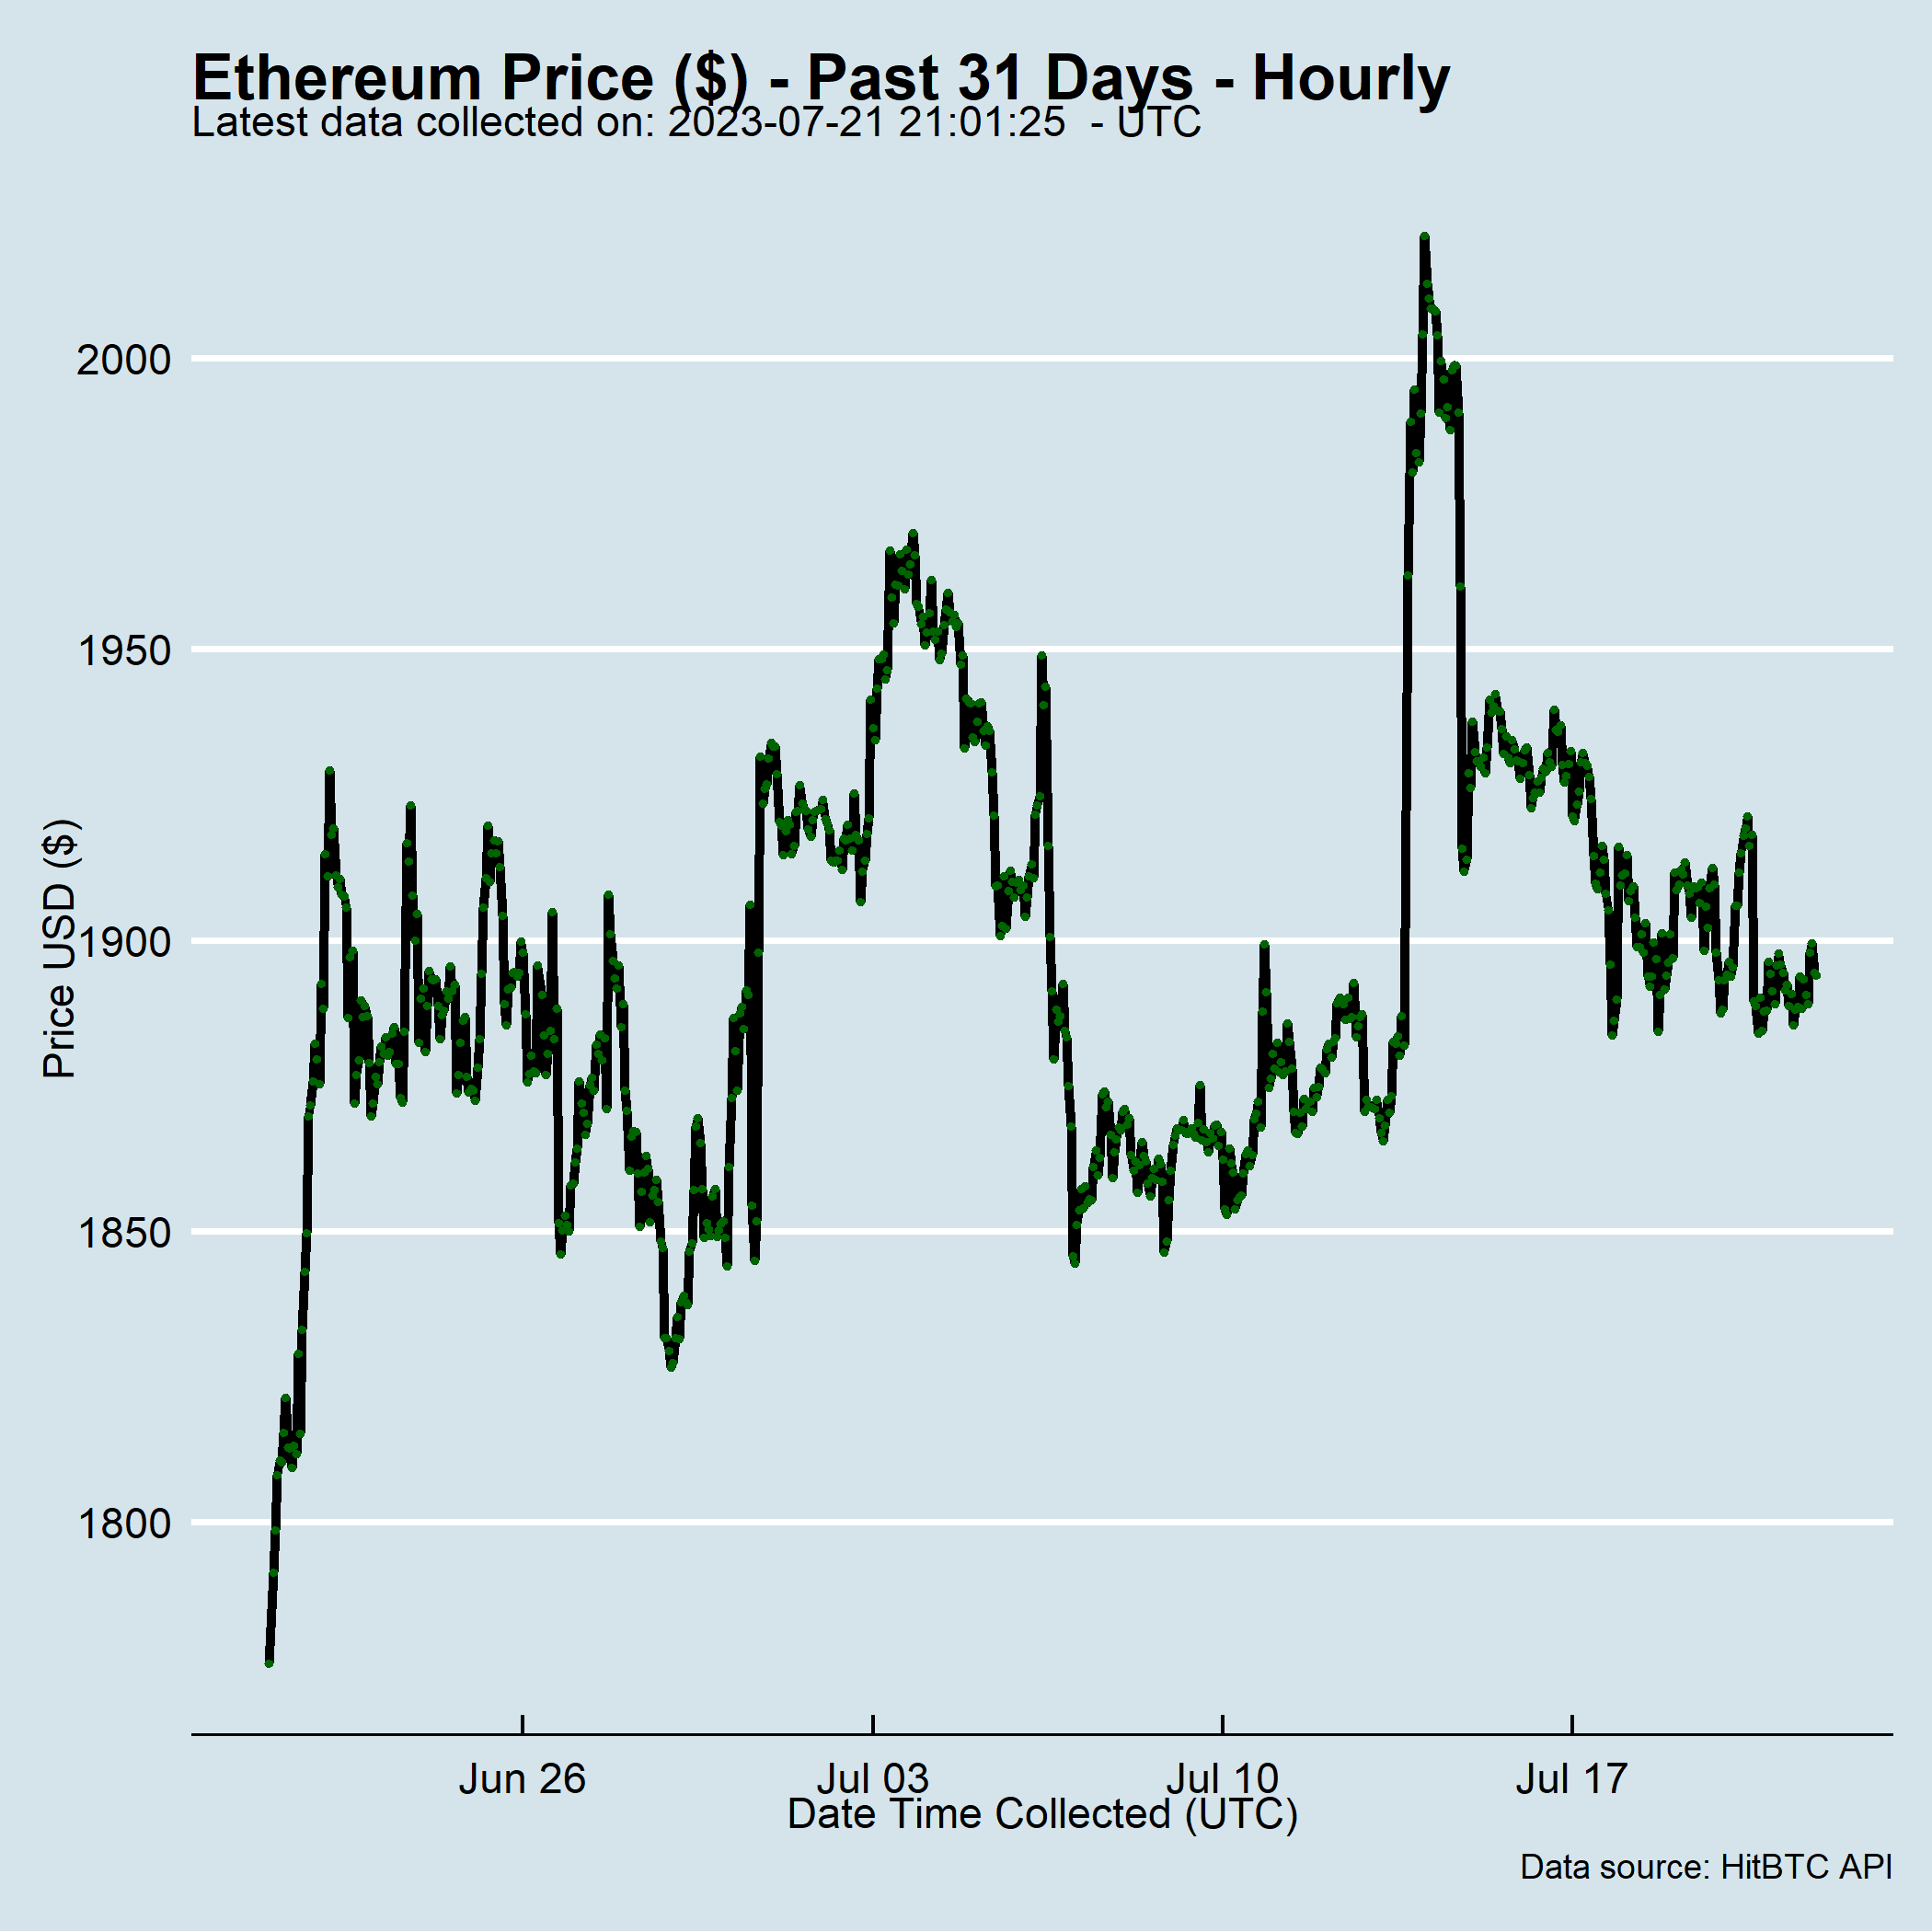 Ethereum Price ($) - Past 31 Days - Hourly
Latest data collected on: 2023-07-21 21:01:25  - UTC
Price USD ($)
2000
1950
1900
1850
1800
Jun 26
Jul 03
Jul 10
Jul 17
Date Time Collected (UTC)
Data source: HitBTC API